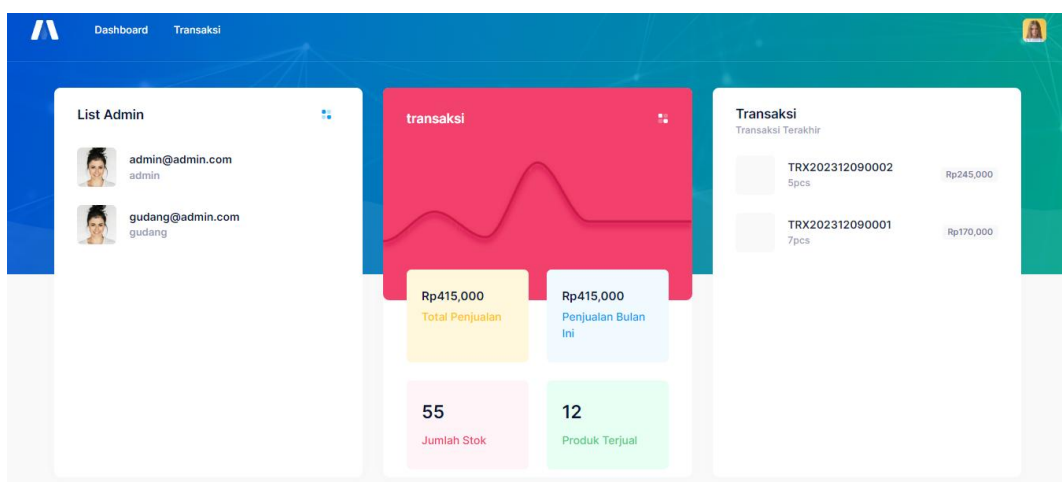 Dashboard Transaksi
List Admin
admin@admin.com
admin
gudang@admin.com
gudang
transaksi
Rp415,000
Total Penjualan
Rp415,000
Penjualan Bulan
Ini
55
Jumlah Stok
12
Produk Terjual
Transaksi
Transaksi Terakhir
TRX202312090002
5pcs
Rp245,000
TRX202312090001
7pcs
Rp170,000